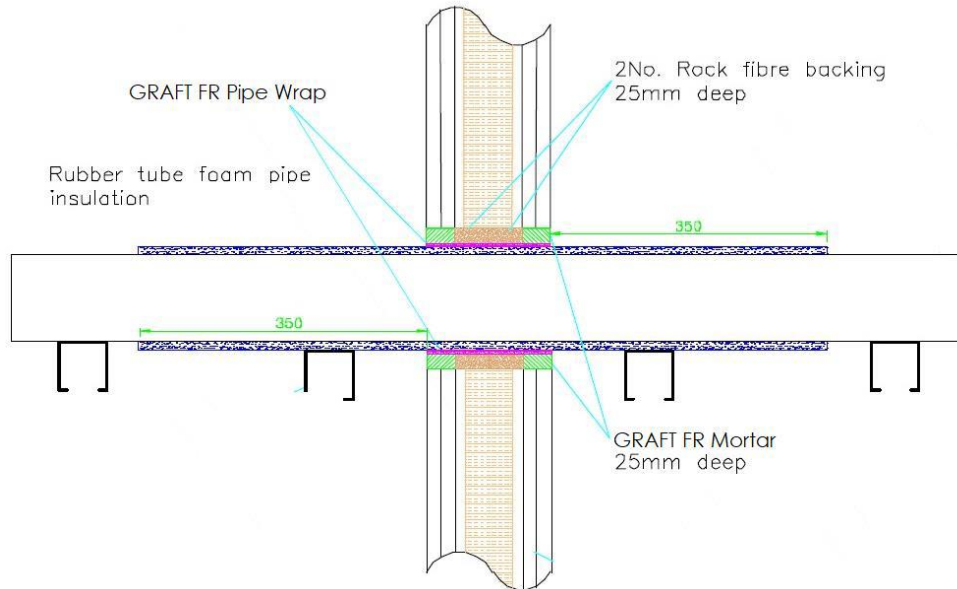 2No. Rock fibre backing
25mm deep
GRAFT FR Pipe Wrap
Rubber tube foam pipe
insulation
350
350
GRAFT FR Mortar
25mm deep